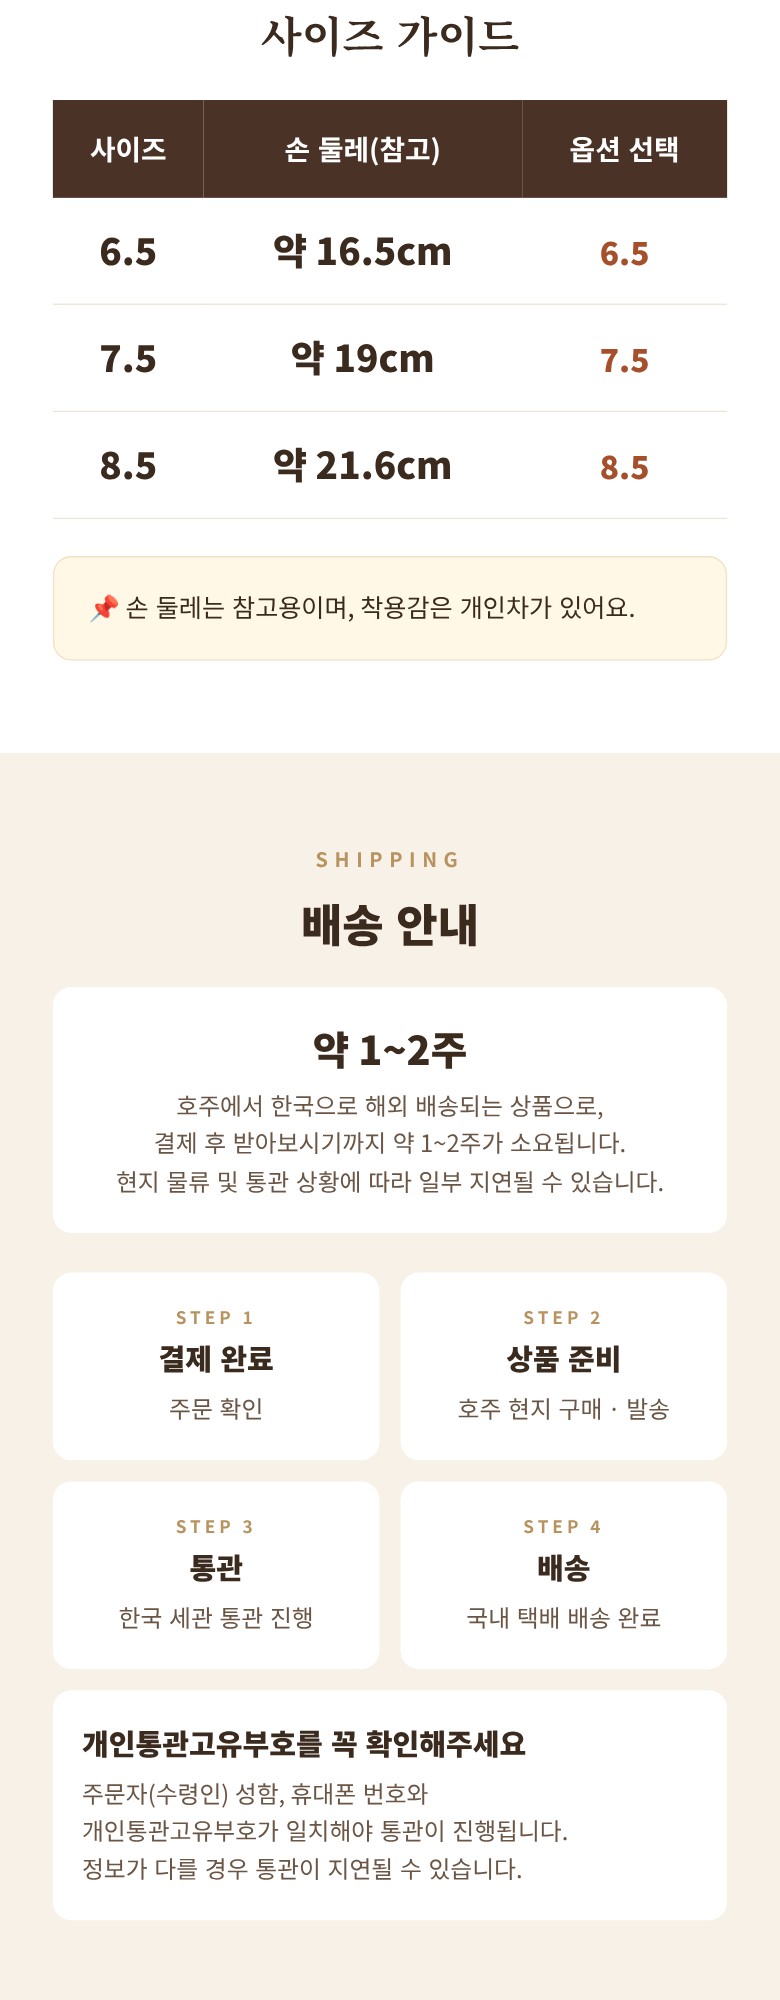 사이즈 가이드
사이즈 손 둘레(참고) 옵션 선택
6.5 약 16.5cm 6.5
7.5 약 19cm 7.5
8.5 약 21.6cm 8.5
📌 손 둘레는 참고용이며, 착용감은 개인차가 있어요.
SHIPPING
배송 안내
약 1~2주
호주에서 한국으로 해외 배송되는 상품으로,
결제 후 받아보시기까지 약 1~2주가 소요됩니다.
현지 물류 및 통관 상황에 따라 일부 지연될 수 있습니다.
STEP 1
결제 완료
주문 확인
STEP 2
상품 준비
호주 현지 구매 · 발송
STEP 3
통관
한국 세관 통관 진행
STEP 4
배송
국내 택배 배송 완료
개인통관고유부호를 꼭 확인해주세요
주문자(수령인) 성함, 휴대폰 번호와
개인통관고유부호가 일치해야 통관이 진행됩니다.
정보가 다를 경우 통관이 지연될 수 있습니다.